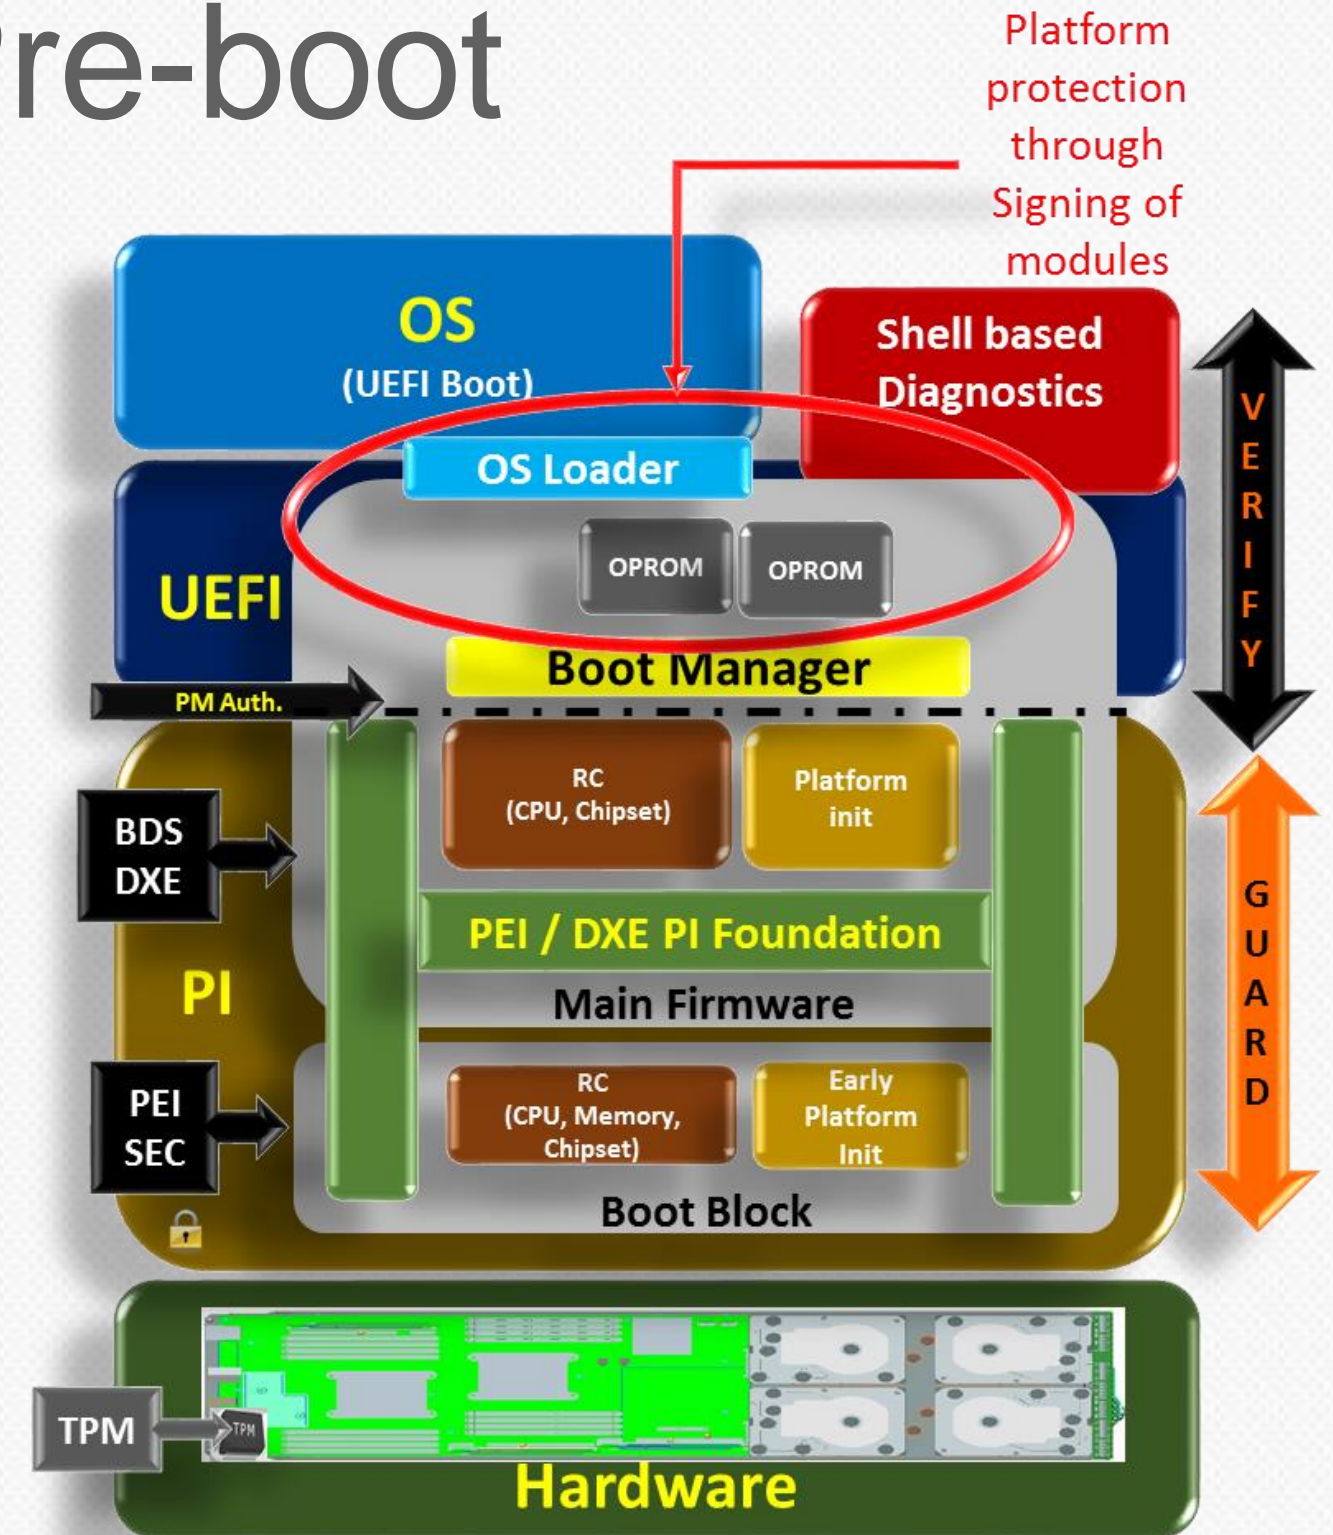 re-boot
Platform
protection
through
Signing of
modules
OS
(UEFI Boot)
Shell based
Diagnostics
OS Loader
OPROM
OPROM
UEFI
Boot Manager
PM Auth.
VERIFY
RC
(CPU, Chipset)
Platform
init
BDS
DXE
PEI / DXE PI Foundation
PI
Main Firmware
GUARD
PEI
SEC
RC
(CPU, Memory,
Chipset)
Early
Platform
Init
Boot Block
TPM
TPM
Hardware